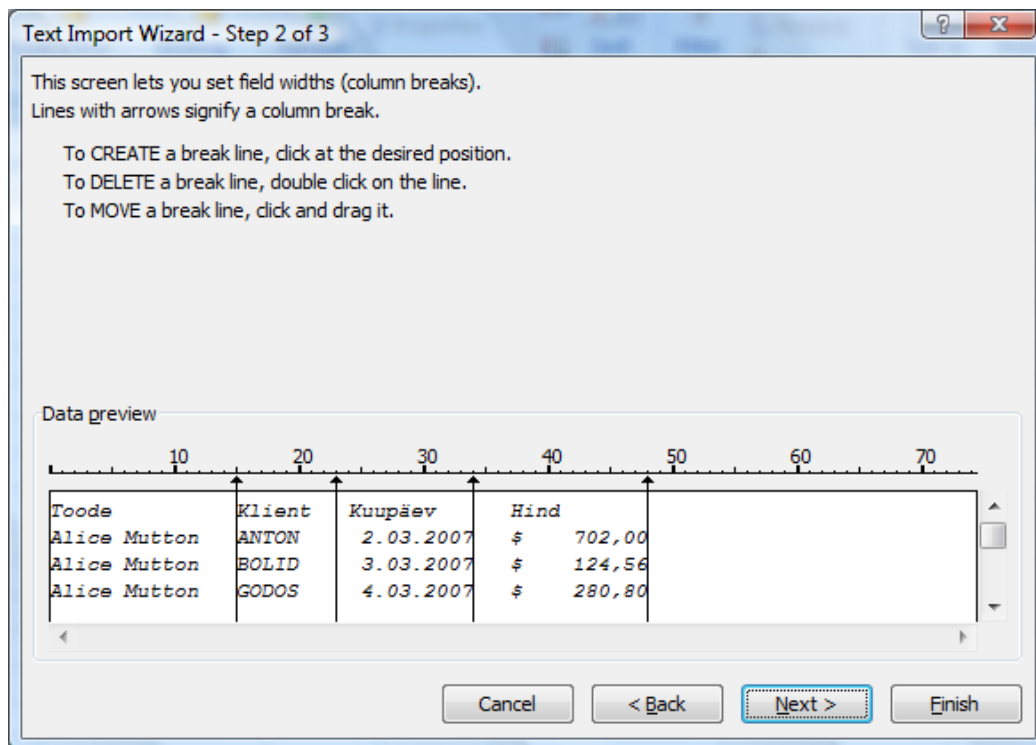 Text Import Wizard - Step 2 of 3
This screen lets you set field widths (column breaks).
Lines with arrows signify a column break.
To CREATE a break line, click at the desired position.
To DELETE a break line, double click on the line.
To MOVE a break line, click and drag it.
Data preview
10 20 30 40 50 60 70
Toode Klient Kuupäev Hind
Alice Mutton ANTON 2.03.2007 $ 702,00
Alice Mutton BOLID 3.03.2007 $ 124,56
Alice Mutton GODOS 4.03.2007 $ 280,80
Cancel < Back Next > Finish